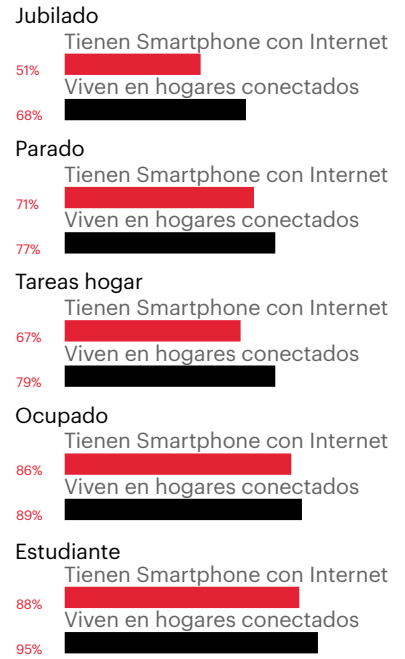 Jubilado
Tienen Smartphone con Internet
51%
Viven en hogares conectados
68%
Parado
Tienen Smartphone con Internet
71%
Viven en hogares conectados
77%
Tareas hogar
Tienen Smartphone con Internet
67%
Viven en hogares conectados
79%
Ocupado
Tienen Smartphone con Internet
86%
Viven en hogares conectados
89%
Estudiante
Tienen Smartphone con Internet
88%
Viven en hogares conectados
95%